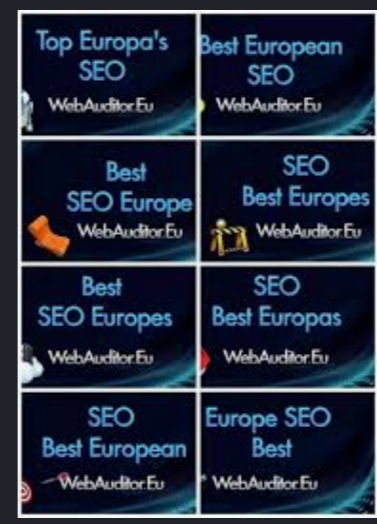 Top Europa's
SEO
WebAuditor.Eu
Best European
SEO
WebAuditor.Eu
Best
SEO Europe
WebAuditor.Eu
SEO
Best Europes
WebAuditor.Eu
Best
SEO Europes
WebAuditor.Eu
SEO
Best Europas
WebAuditor.Eu
SEO
Best European
WebAuditor.Eu
Europe SEO
Best
WebAuditor.Eu